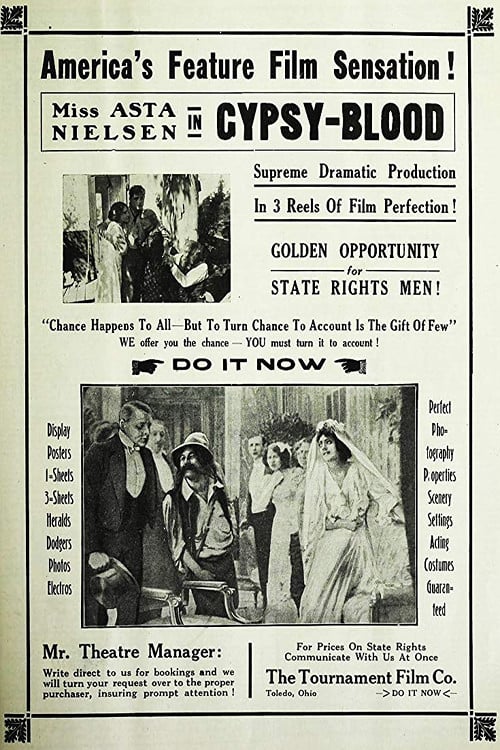 America's Feature Film Sensation!
Miss ASTA
NIELSEN
IN
GYPSY-BLOOD
Supreme Dramatic Production
In 3 Reels Of Film Perfection!
GOLDEN OPPORTUNITY
for
STATE RIGHTS MEN!
"Chance Happens To All—But To Turn Chance To Account Is The Gift Of Few"
WE offer you the chance — YOU must turn it to account!
DO IT NOW
Display
Posters
1-Sheets
3-Sheets
Heralds
Dodgers
Photos
Electros
Perfect
Pho-
tography
Properties
Scenery
Settings
Acting
Costumes
Guaran-
teed
Mr. Theatre Manager:
Write direct to us for bookings and we
will turn your request over to the proper
purchaser, insuring prompt attention!
For Prices On State Rights
Communicate With Us At Once
The Tournament Film Co.
Toledo, Ohio —>DO IT NOW<—